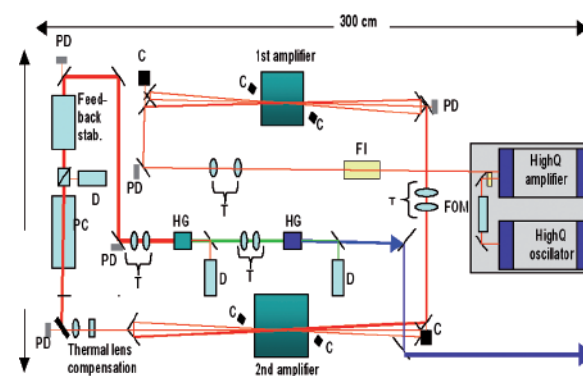 300 cm
PD
C
1st amplifier
C
Feed-
back
stab.
C
PD
FI
HighQ
amplifier
PD
T
T
FOM
D
PC
HG
HG
HighQ
oscillator
PD
T
D
T
D
C
C
PD
Thermal lens
compensation
C
2nd amplifier